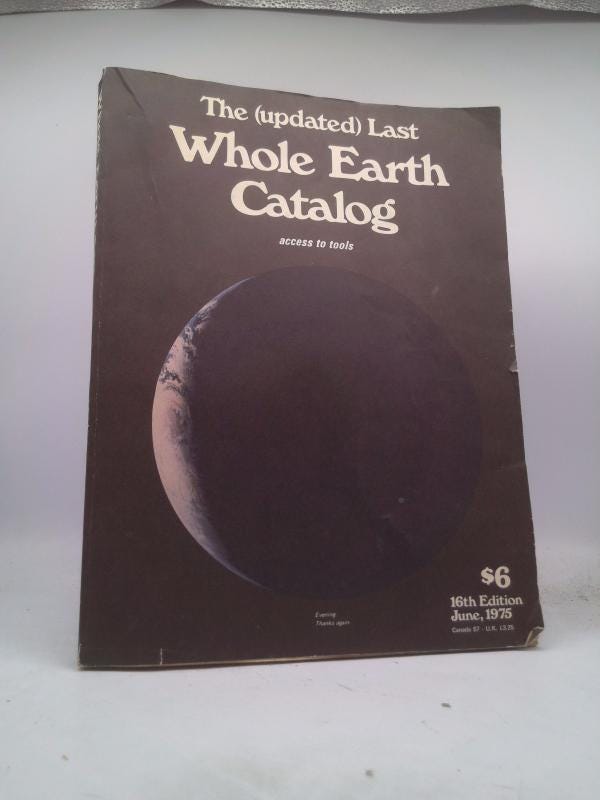 The (updated) Last
Whole Earth
Catalog
access to tools
$6
16th Edition
June, 1975
Canada $7 - U.K. £3.25
Evening.
Thanks again.